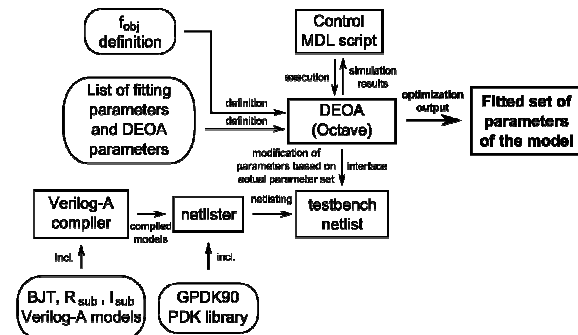 f_obj
definition
Control
MDL script
execution
simulation
results
List of fitting
parameters
and DEOA
parameters
definition
definition
DEOA
(Octave)
optimization
output
Fitted set of
parameters
of the model
modification of
parameters based on
actual parameter set
interface
Verilog-A
compiler
compiled
models
netlister
netlisting
testbench
netlist
incl.
incl.
BJT, R_sub, I_sub
Verilog-A models
GPDK90
PDK library